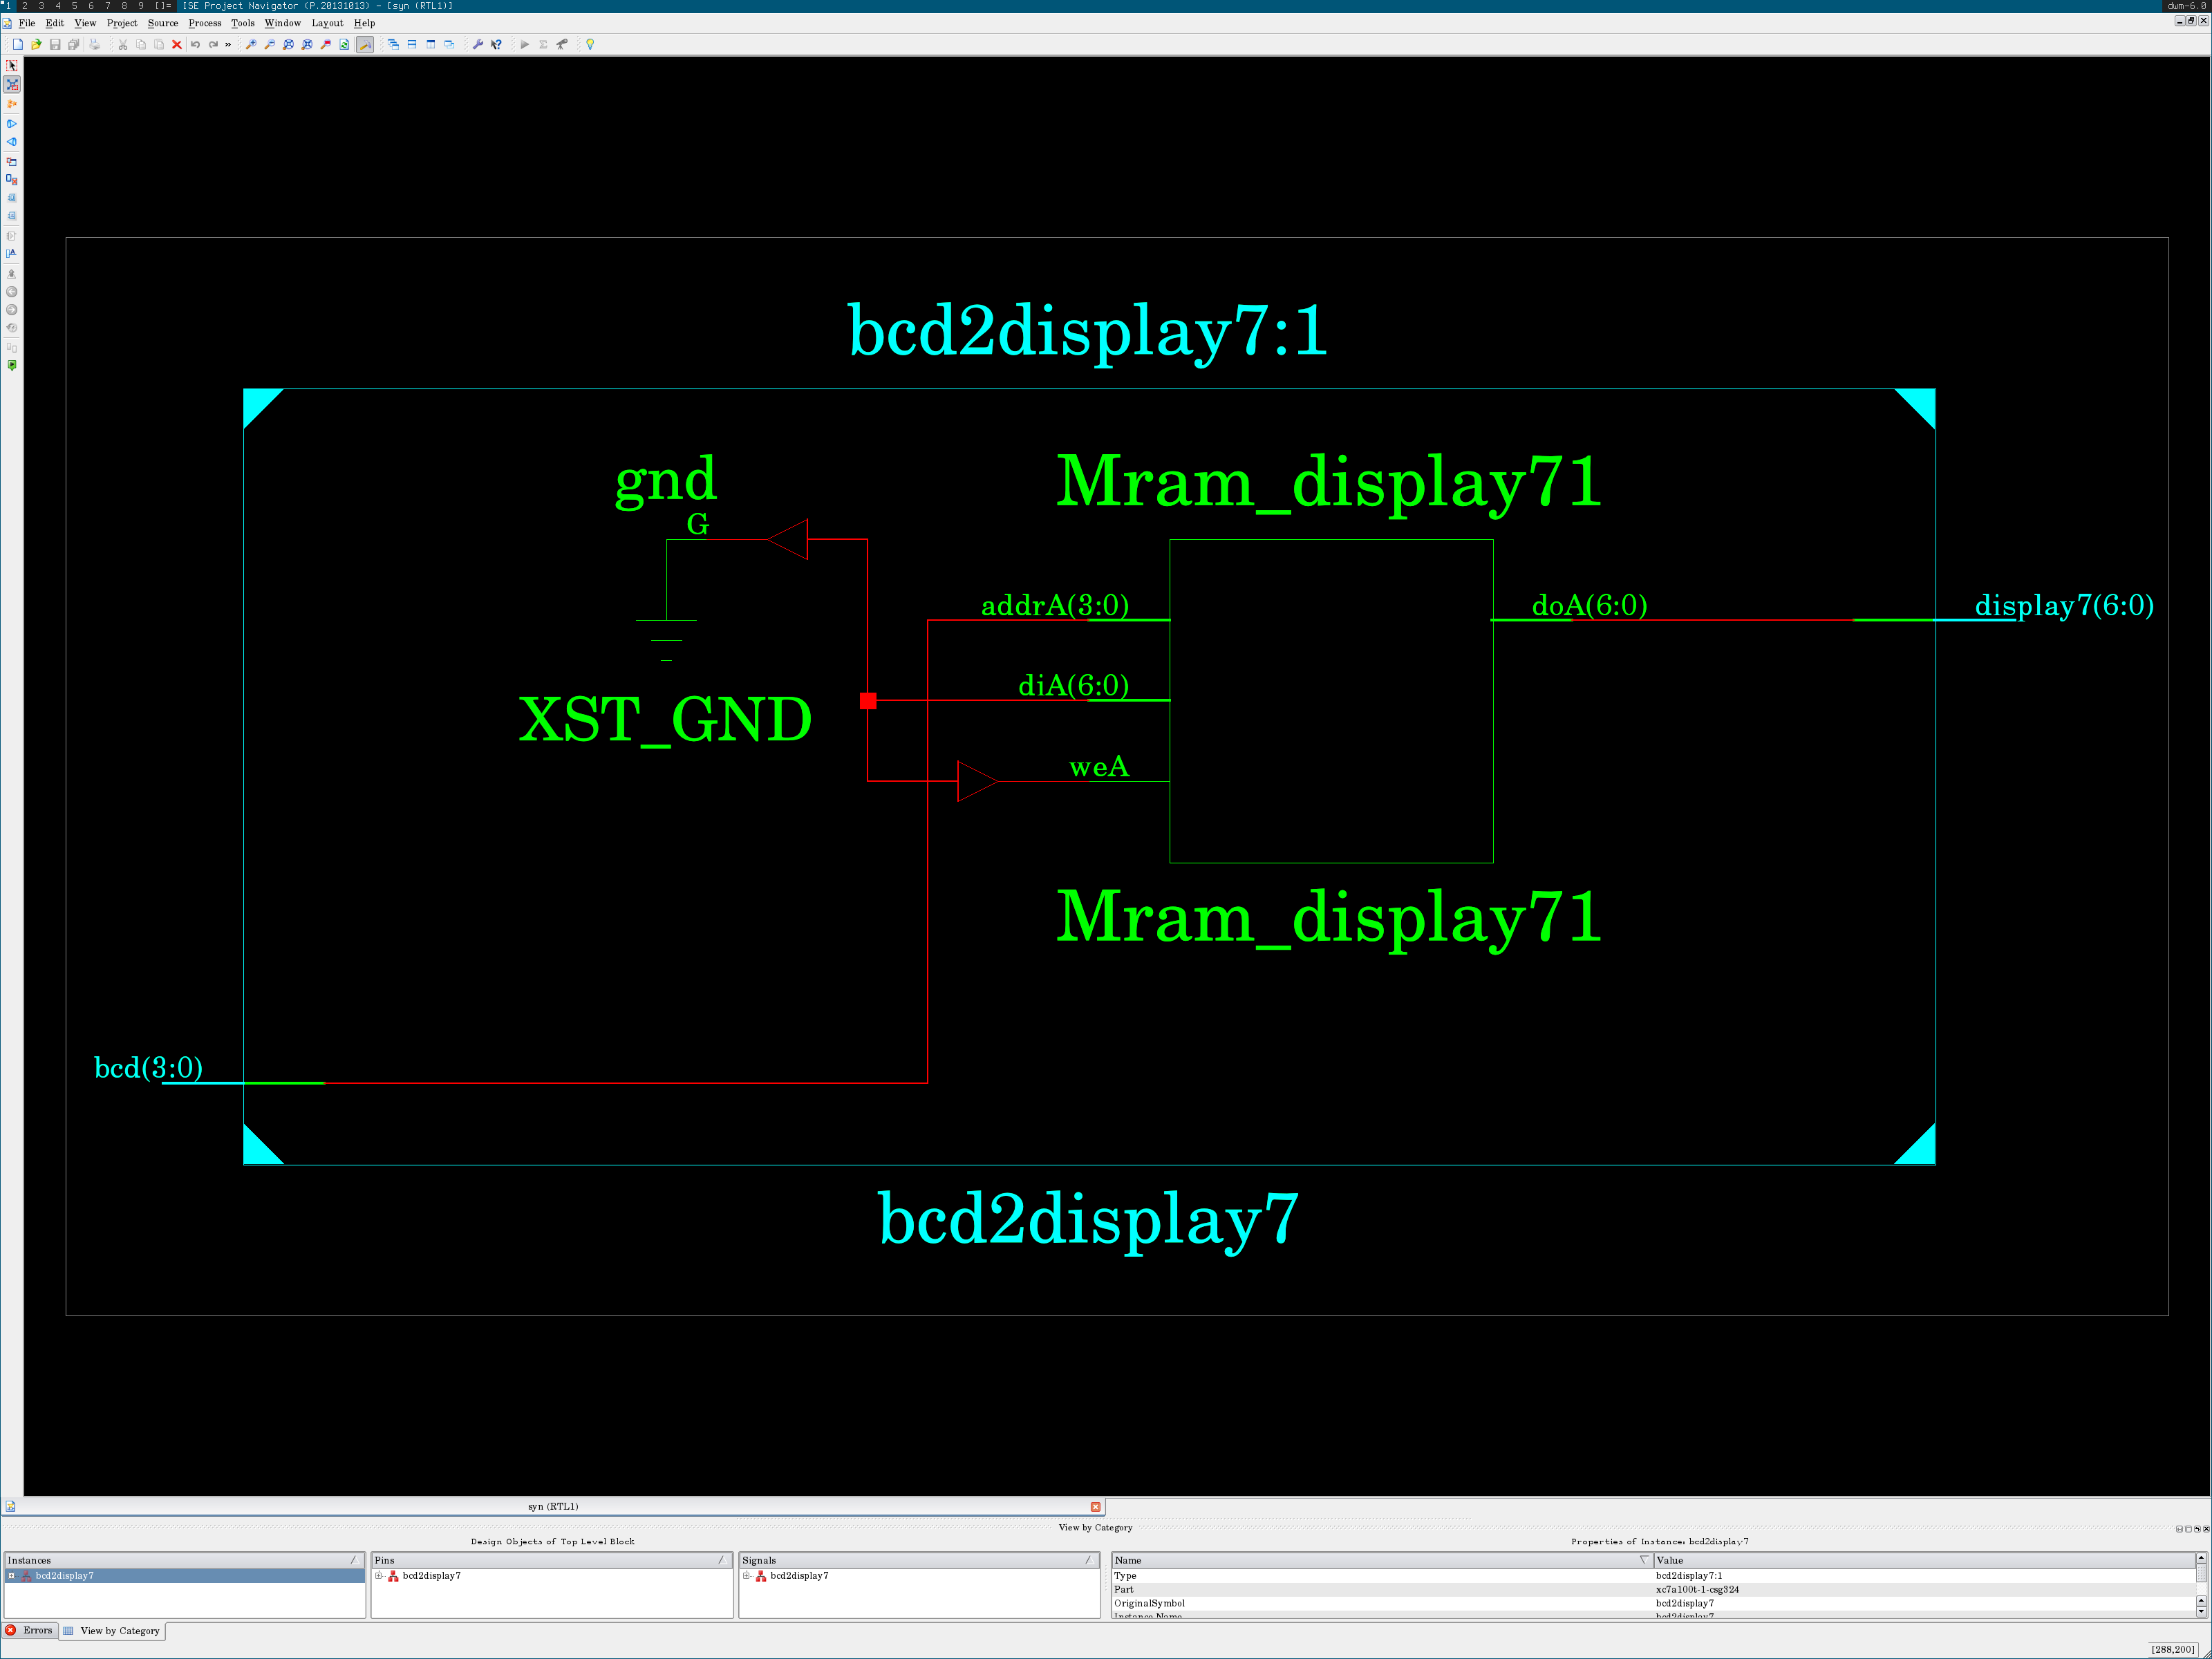 1 2 3 4 5 6 7 8 9 []= ISE Project Navigator (P.20131013) - [syn (RTL1)] dwm-6.0
File Edit View Project Source Process Tools Window Layout Help
bcd2display7:1
gnd
Mram_display71
G
addrA(3:0)
doA(6:0)
display7(6:0)
diA(6:0)
XST_GND
weA
Mram_display71
bcd(3:0)
bcd2display7
syn (RTL1)
View by Category
Design Objects of Top Level Block
Properties of Instance: bcd2display7
Instances Pins Signals Name Value
bcd2display7 bcd2display7 bcd2display7 Type bcd2display7:1
Part xc7a100t-1-csg324
OriginalSymbol bcd2display7
Instance Name bcd2display7
Errors View by Category
[288,200]